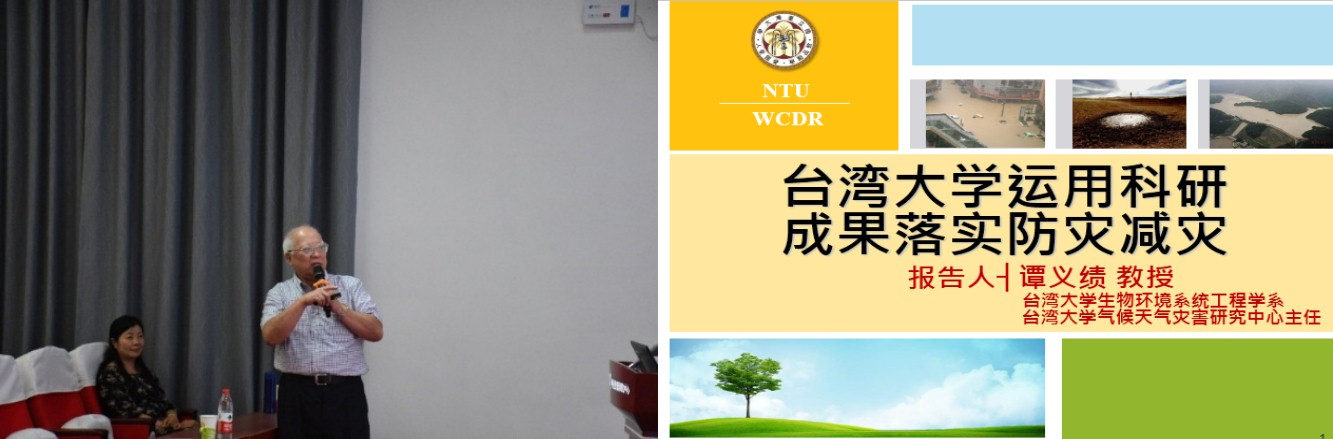 NTU
WCDR
台湾大学运用科研
成果落实防灾减灾
报告人┤谭义绩 教授
台湾大学生物环境系统工程学系
台湾大学气候天气灾害研究中心主任